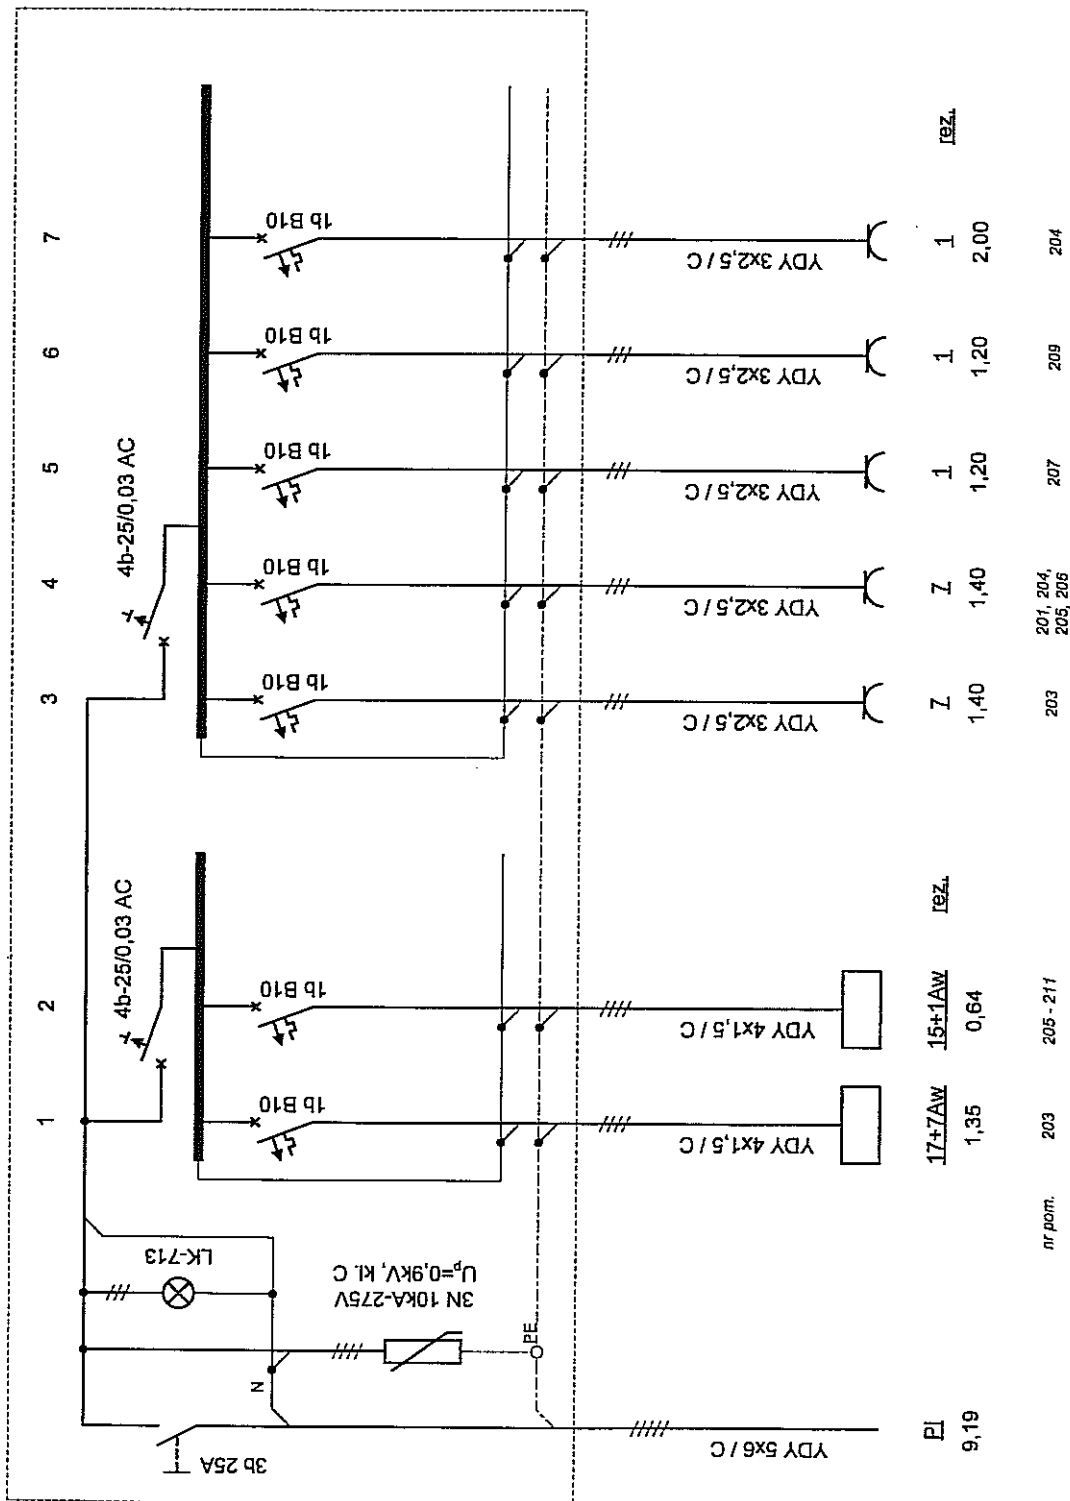 1
2
3
4
5
6
7
4b-25/0,03 AC
4b-25/0,03 AC
3b 25A
LK-713
N
3N 10kA-275V
Up=0,9kV, kl. C
PE
1b B10
1b B10
1b B10
1b B10
1b B10
1b B10
1b B10
YDY 5x6 / C
YDY 4x1,5 / C
YDY 4x1,5 / C
YDY 3x2,5 / C
YDY 3x2,5 / C
YDY 3x2,5 / C
YDY 3x2,5 / C
YDY 3x2,5 / C
PI
17+7Aw
15+1Aw
rez.
7
7
1
1
1
rez.
9,19
1,35
0,64
1,40
1,40
1,20
1,20
2,00
nr pom.
203
205 - 211
203
201, 204,
205, 206
207
209
204